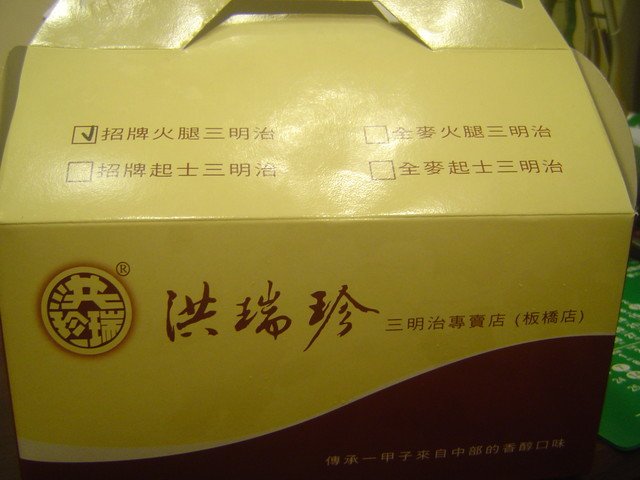 招牌火腿三明治 全麥火腿三明治
招牌起士三明治 全麥起士三明治
洪瑞珍 ®
洪瑞珍 三明治專賣店 (板橋店)
傳承一甲子來自中部的香醇口味